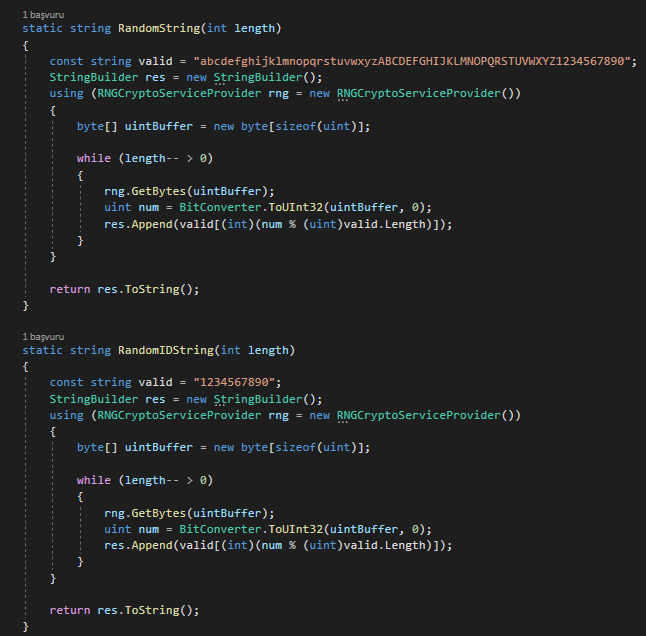 1 başvuru
static string RandomString(int length)
{
    const string valid = "abcdefghijklmnopqrstuvwxyzABCDEFGHIJKLMNOPQRSTUVWXYZ1234567890";
    StringBuilder res = new StringBuilder();
    using (RNGCryptoServiceProvider rng = new RNGCryptoServiceProvider())
    {
        byte[] uintBuffer = new byte[sizeof(uint)];
        while (length-- > 0)
        {
            rng.GetBytes(uintBuffer);
            uint num = BitConverter.ToUInt32(uintBuffer, 0);
            res.Append(valid[(int)(num % (uint)valid.Length)]);
        }
    }
    return res.ToString();
}
1 başvuru
static string RandomIDString(int length)
{
    const string valid = "1234567890";
    StringBuilder res = new StringBuilder();
    using (RNGCryptoServiceProvider rng = new RNGCryptoServiceProvider())
    {
        byte[] uintBuffer = new byte[sizeof(uint)];
        while (length-- > 0)
        {
            rng.GetBytes(uintBuffer);
            uint num = BitConverter.ToUInt32(uintBuffer, 0);
            res.Append(valid[(int)(num % (uint)valid.Length)]);
        }
    }
    return res.ToString();
}